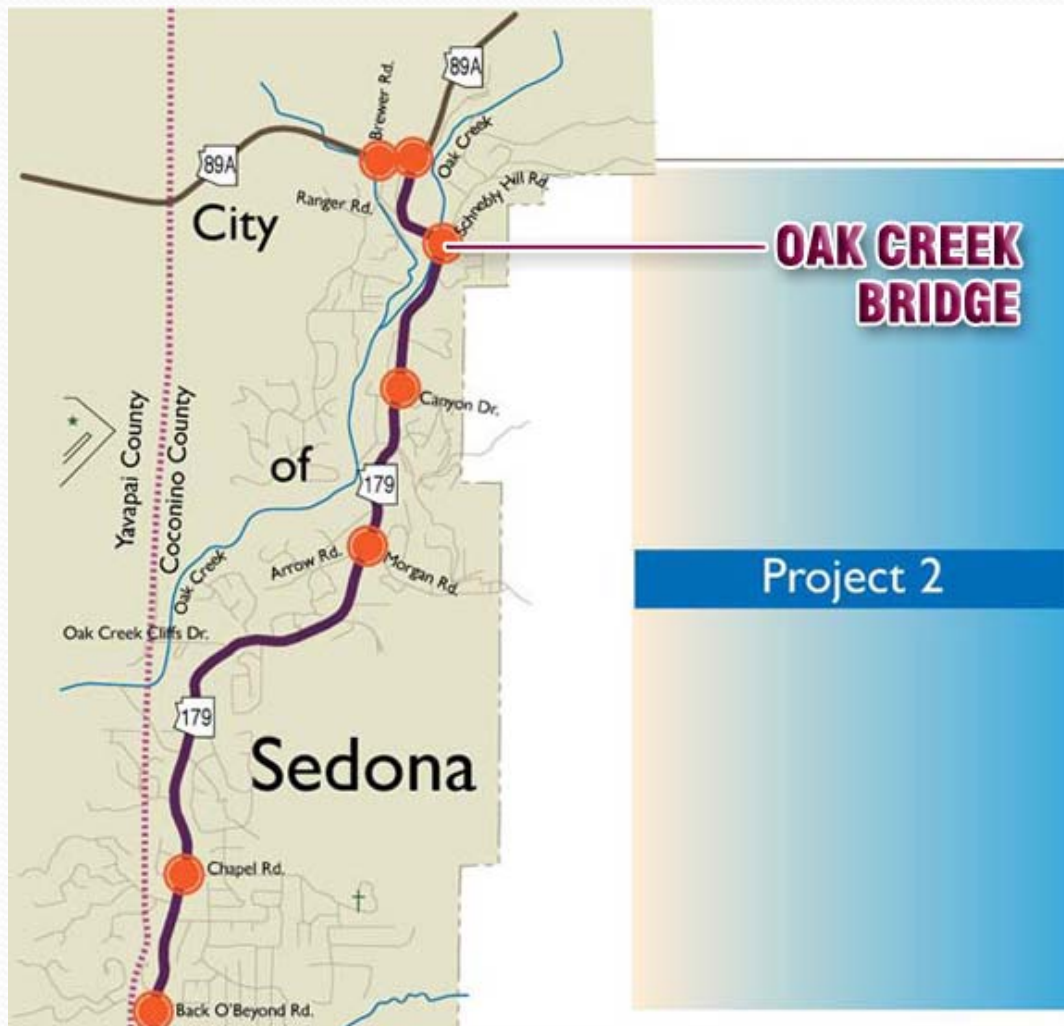 89A
Brewer Rd.
89A
Oak Creek
Ranger Rd.
Schnebly Hill Rd.
City
OAK CREEK
BRIDGE
Canyon Dr.
Yavapai County
Coconino County
of
179
Arrow Rd.
Morgan Rd.
Project 2
Oak Creek
Oak Creek Cliffs Dr.
179
Sedona
Chapel Rd.
Back O'Beyond Rd.